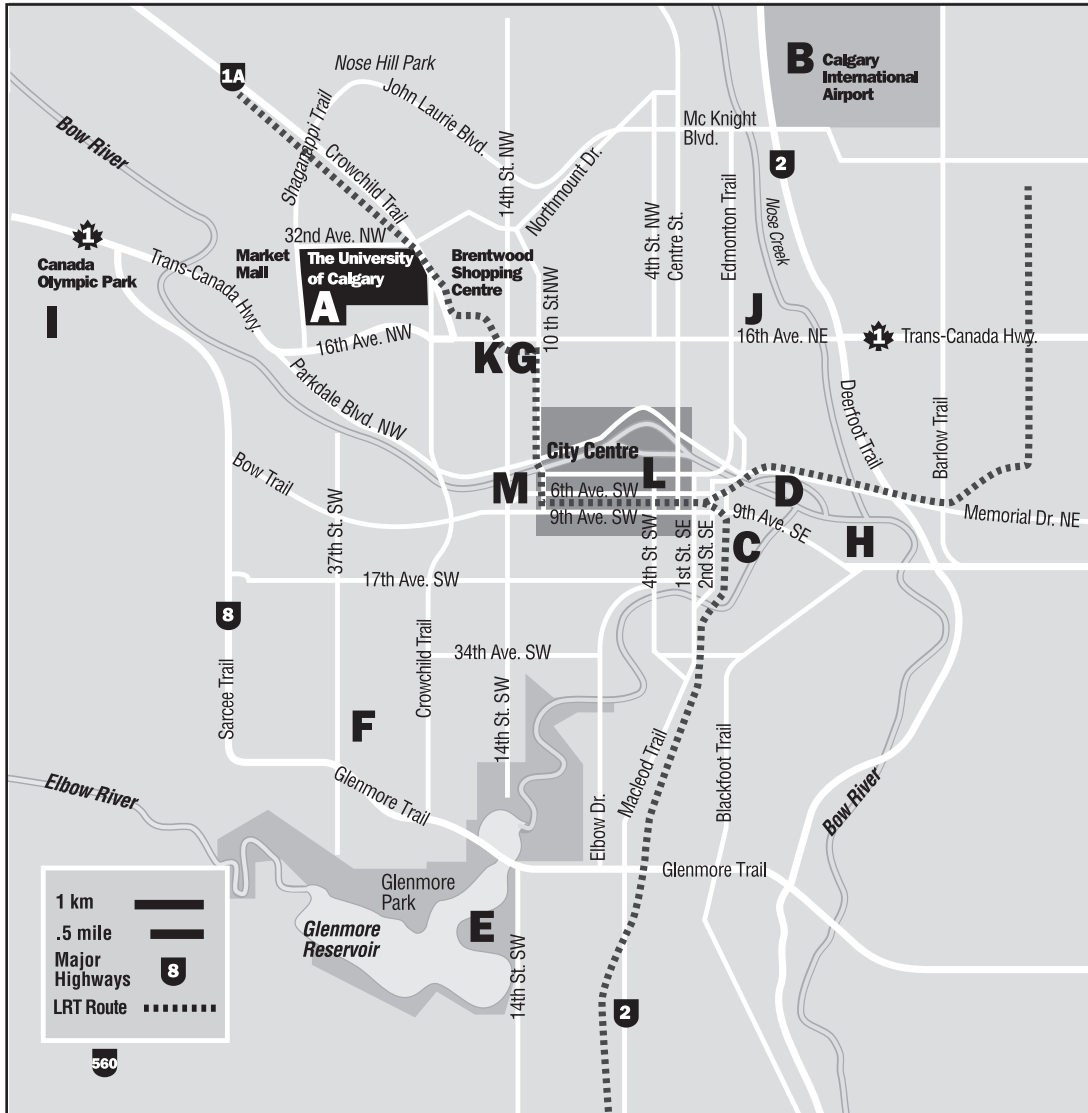 1A
Nose Hill Park
John Laurie Blvd.
Shaganappi Trail
Crowchild Trail
14th St. NW
Northmount Dr.
4th St. NW
Centre St.
Edmonton Trail
Mc Knight
Blvd.
2
Nose Creek
B
Calgary
International
Airport
Bow River
1
Canada
Olympic Park
I
Trans-Canada Hwy.
Market
Mall
32nd Ave. NW
The University
of Calgary
A
Brentwood
Shopping
Centre
10 th St NW
16th Ave. NW
K G
J
16th Ave. NE
1
Trans-Canada Hwy.
Parkdale Blvd. NW
Deerfoot Trail
Barlow Trail
City Centre
L
M
6th Ave. SW
9th Ave. SW
D
9th Ave. SE
C
H
Memorial Dr. NE
Bow Trail
37th St. SW
17th Ave. SW
4th St SW
1st St. SE
2nd St. SE
8
Sarcee Trail
Crowchild Trail
34th Ave. SW
14th St. SW
F
Glenmore Trail
Elbow River
Elbow Dr.
Macleod Trail
Blackfoot Trail
Bow River
Glenmore Trail
Glenmore
Park
Glenmore
Reservoir
E
14th St. SW
2
1 km
.5 mile
Major
Highways
8
LRT Route
560